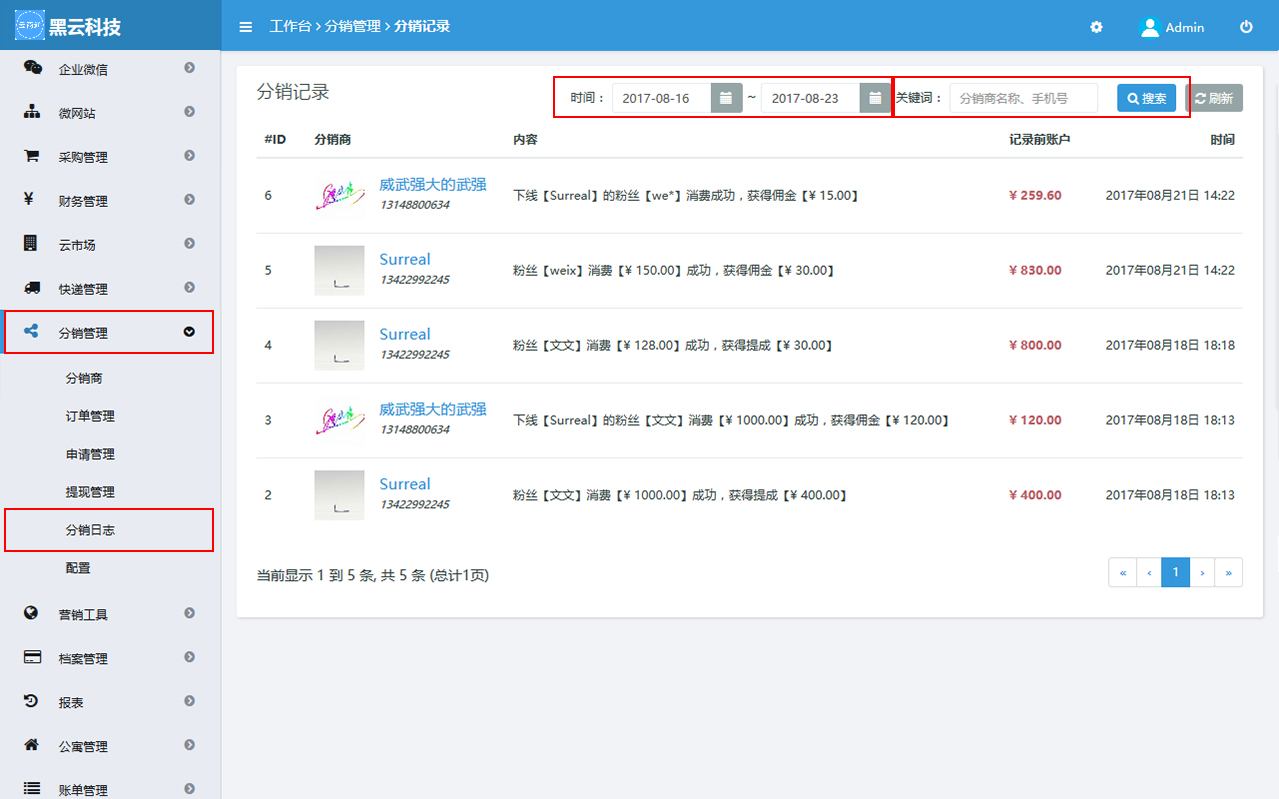 黑云科技
工作台 > 分销管理 > 分销记录
Admin
企业微信
微网站
采购管理
财务管理
云市场
快递管理
分销管理
分销商
订单管理
申请管理
提现管理
分销日志
配置
营销工具
档案管理
报表
公寓管理
账单管理
分销记录
时间： 2017-08-16 ~ 2017-08-23 关键词： 分销商名称、手机号 搜索 刷新
#ID 分销商 内容 记录前账户 时间
6 威武强大的武强 13148800634 下线【Surreal】的粉丝【we*】消费成功，获得佣金【¥ 15.00】 ¥ 259.60 2017年08月21日 14:22
5 Surreal 13422992245 粉丝【weix】消费【¥ 150.00】成功，获得佣金【¥ 30.00】 ¥ 830.00 2017年08月21日 14:22
4 Surreal 13422992245 粉丝【文文】消费【¥ 128.00】成功，获得提成【¥ 30.00】 ¥ 800.00 2017年08月18日 18:18
3 威武强大的武强 13148800634 下线【Surreal】的粉丝【文文】消费【¥ 1000.00】成功，获得佣金【¥ 120.00】 ¥ 120.00 2017年08月18日 18:13
2 Surreal 13422992245 粉丝【文文】消费【¥ 1000.00】成功，获得提成【¥ 400.00】 ¥ 400.00 2017年08月18日 18:13
当前显示 1 到 5 条, 共 5 条 (总计1页)
« ‹ 1 › »